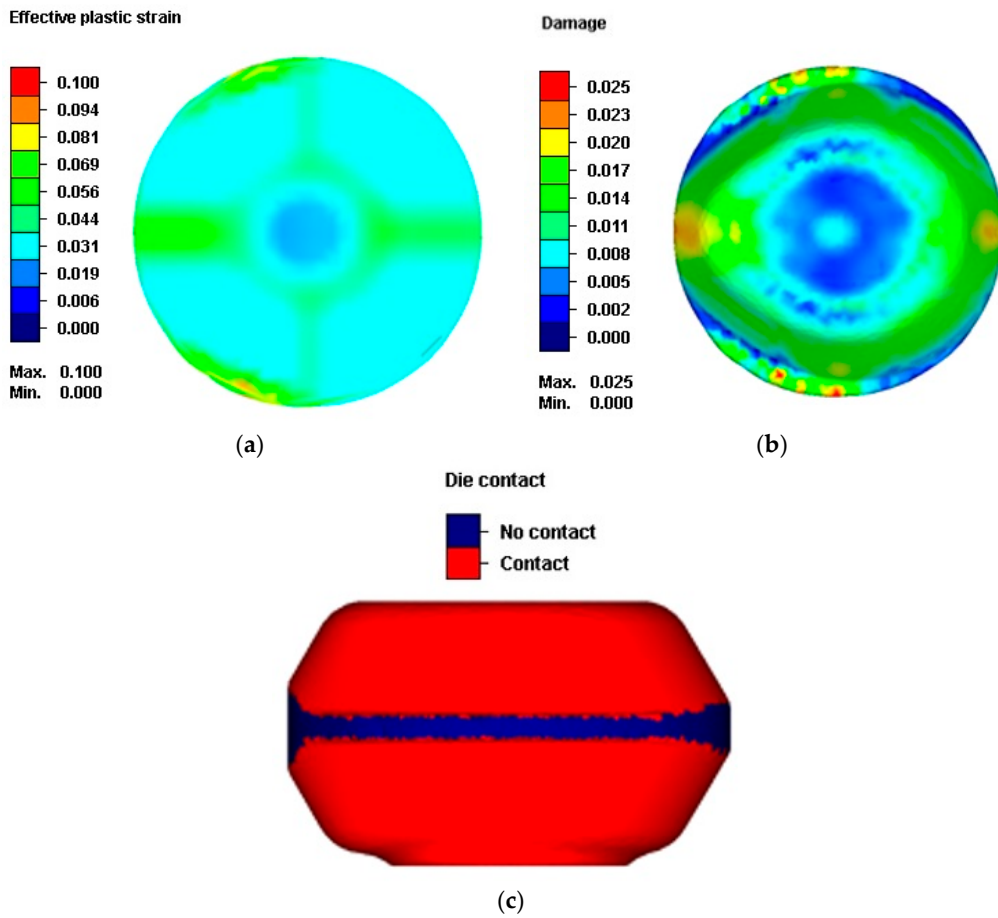 Effective plastic strain
0.100
0.094
0.081
0.069
0.056
0.044
0.031
0.019
0.006
0.000
Max. 0.100
Min. 0.000
(a)
Damage
0.025
0.023
0.020
0.017
0.014
0.011
0.008
0.005
0.002
0.000
Max. 0.025
Min. 0.000
(b)
Die contact
No contact
Contact
(c)